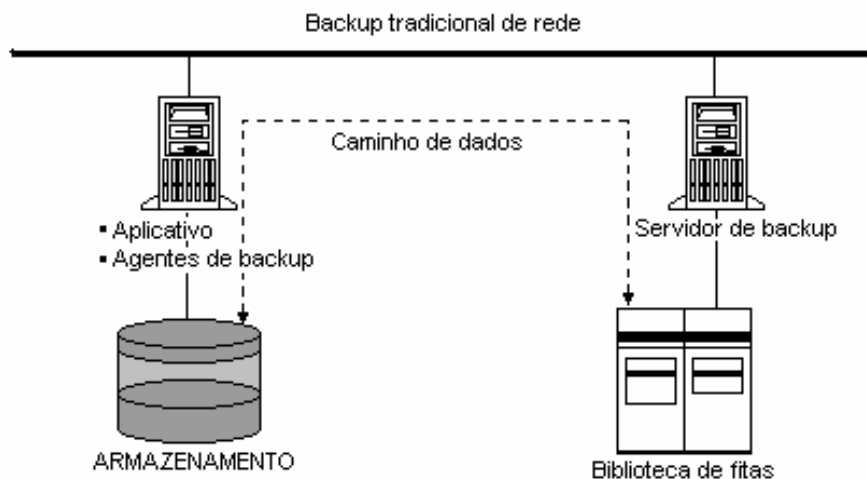 Backup tradicional de rede
Caminho de dados
▪ Aplicativo
▪ Agentes de backup
Servidor de backup
ARMAZENAMENTO
Biblioteca de fitas